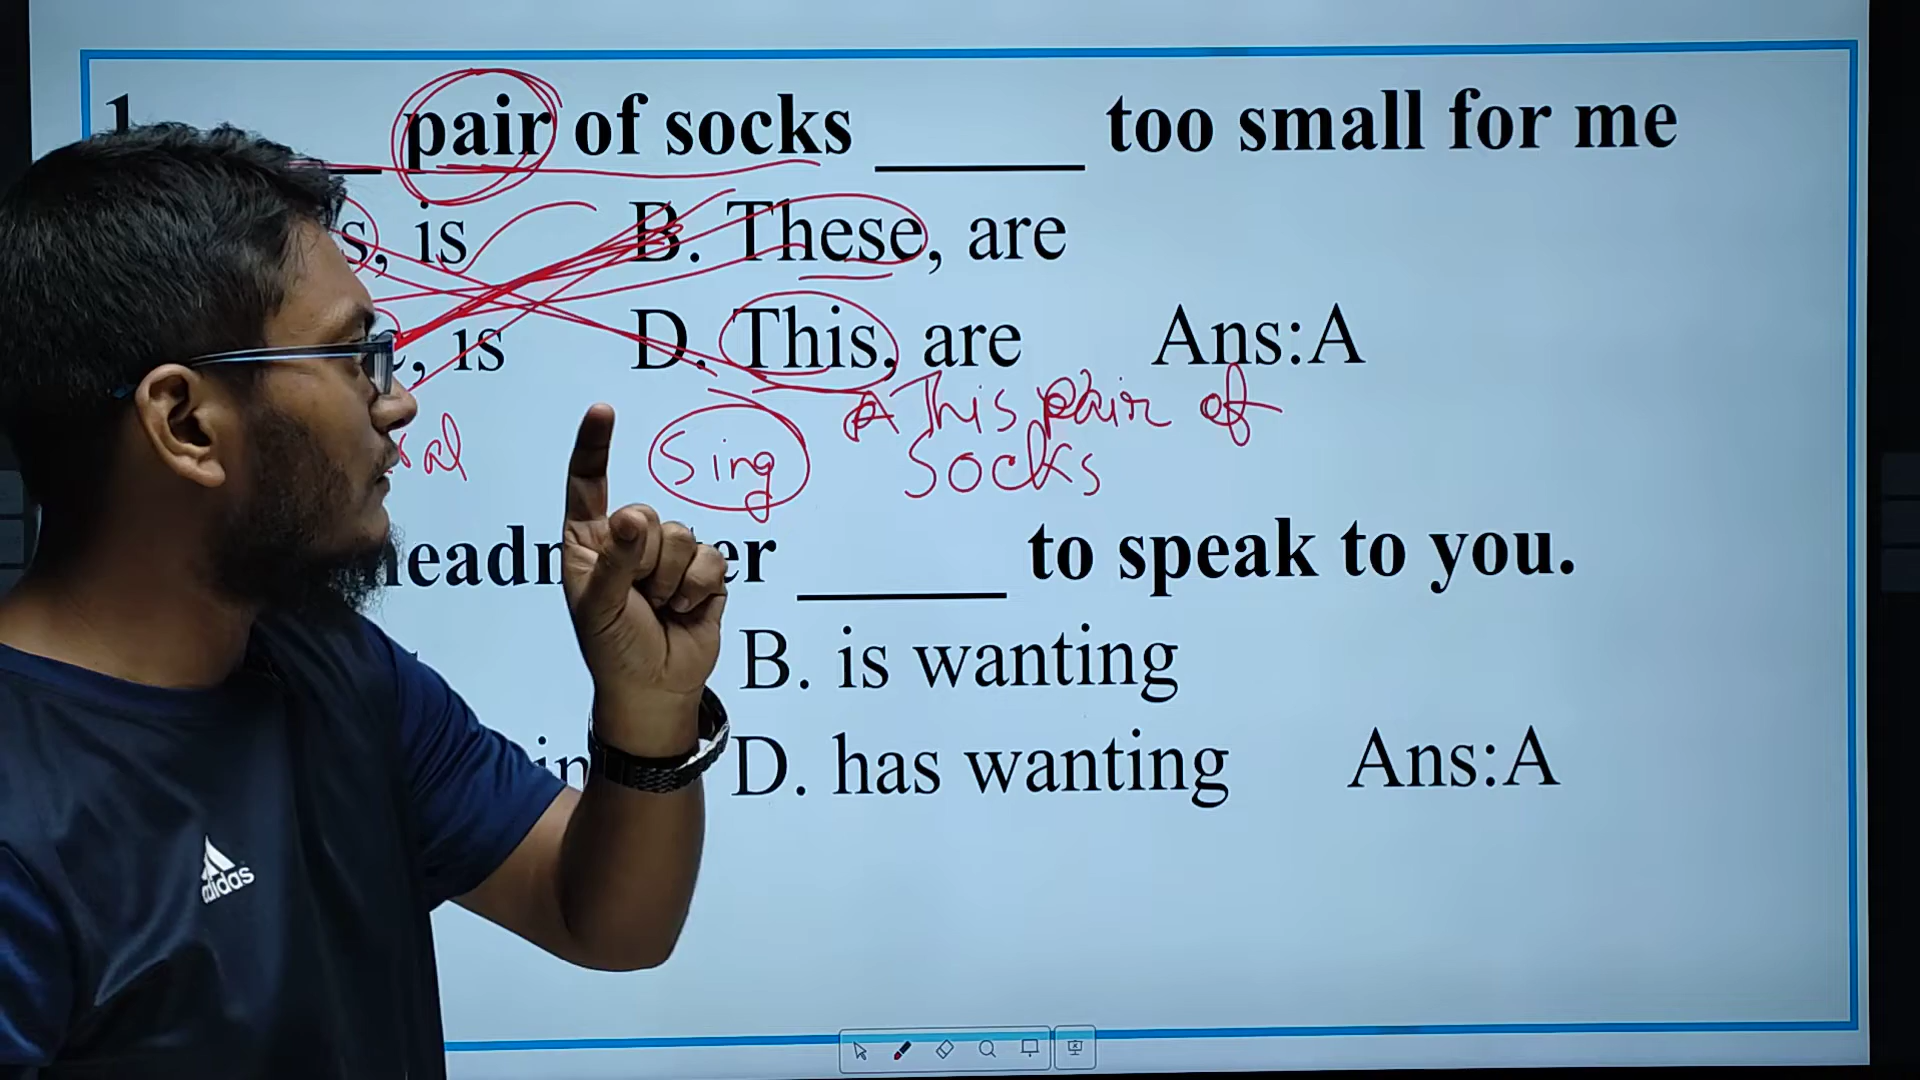 pair of socks ______ too small for me
is B. These, are
is D. This, are Ans:A
A This pair of
Sing socks
_____ to speak to you.
B. is wanting
D. has wanting Ans:A
adidas